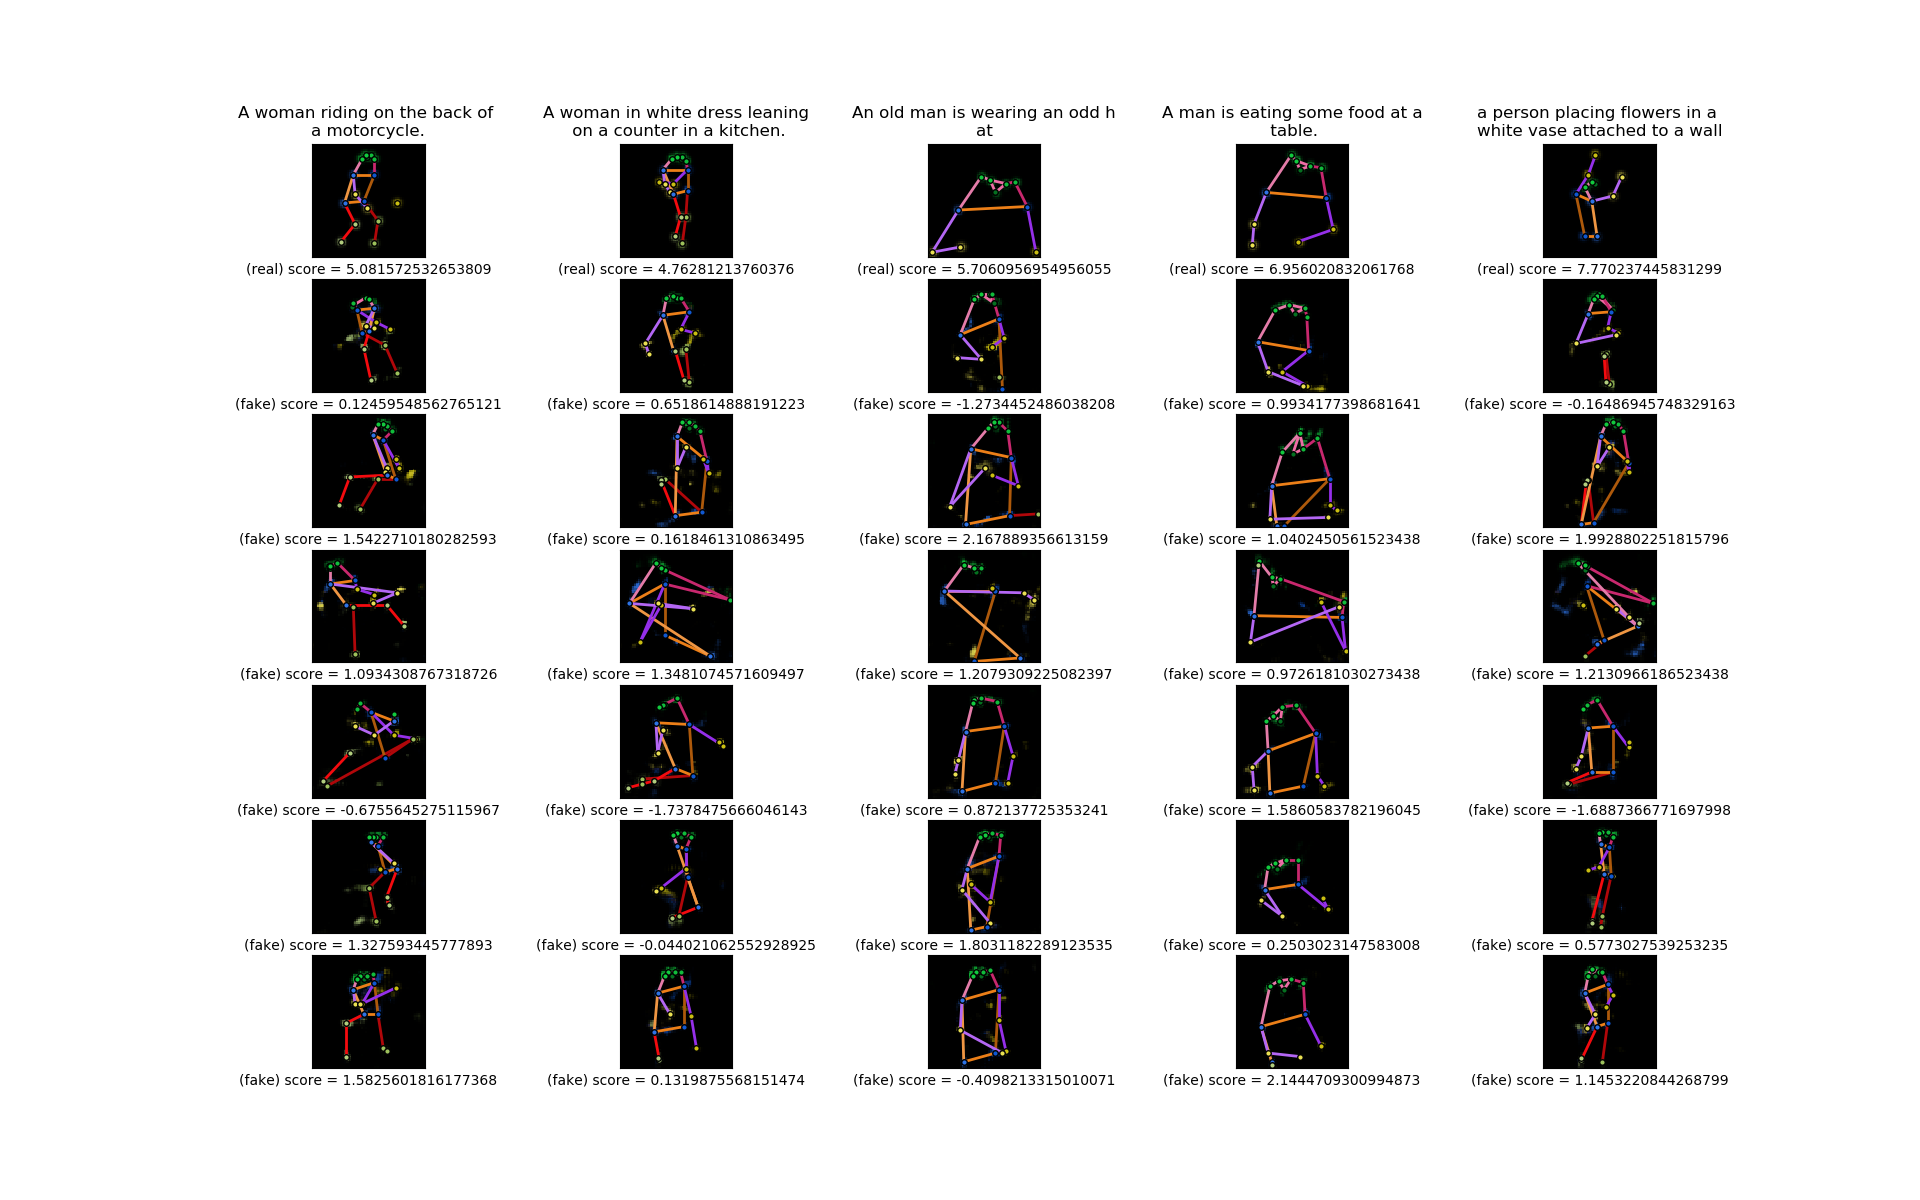 A woman riding on the back of
a motorcycle.
A woman in white dress leaning
on a counter in a kitchen.
An old man is wearing an odd h
at
A man is eating some food at a
table.
a person placing flowers in a
white vase attached to a wall
(real) score = 5.081572532653809
(real) score = 4.76281213760376
(real) score = 5.7060956954956055
(real) score = 6.956020832061768
(real) score = 7.770237445831299
(fake) score = 0.12459548562765121
(fake) score = 0.6518614888191223
(fake) score = -1.2734452486038208
(fake) score = 0.9934177398681641
(fake) score = -0.16486945748329163
(fake) score = 1.5422710180282593
(fake) score = 0.1618461310863495
(fake) score = 2.167889356613159
(fake) score = 1.0402450561523438
(fake) score = 1.9928802251815796
(fake) score = 1.0934308767318726
(fake) score = 1.3481074571609497
(fake) score = 1.2079309225082397
(fake) score = 0.9726181030273438
(fake) score = 1.2130966186523438
(fake) score = -0.6755645275115967
(fake) score = -1.7378475666046143
(fake) score = 0.872137725353241
(fake) score = 1.5860583782196045
(fake) score = -1.6887366771697998
(fake) score = 1.327593445777893
(fake) score = -0.044021062552928925
(fake) score = 1.8031182289123535
(fake) score = 0.2503023147583008
(fake) score = 0.5773027539253235
(fake) score = 1.5825601816177368
(fake) score = 0.1319875568151474
(fake) score = -0.4098213315010071
(fake) score = 2.1444709300994873
(fake) score = 1.1453220844268799